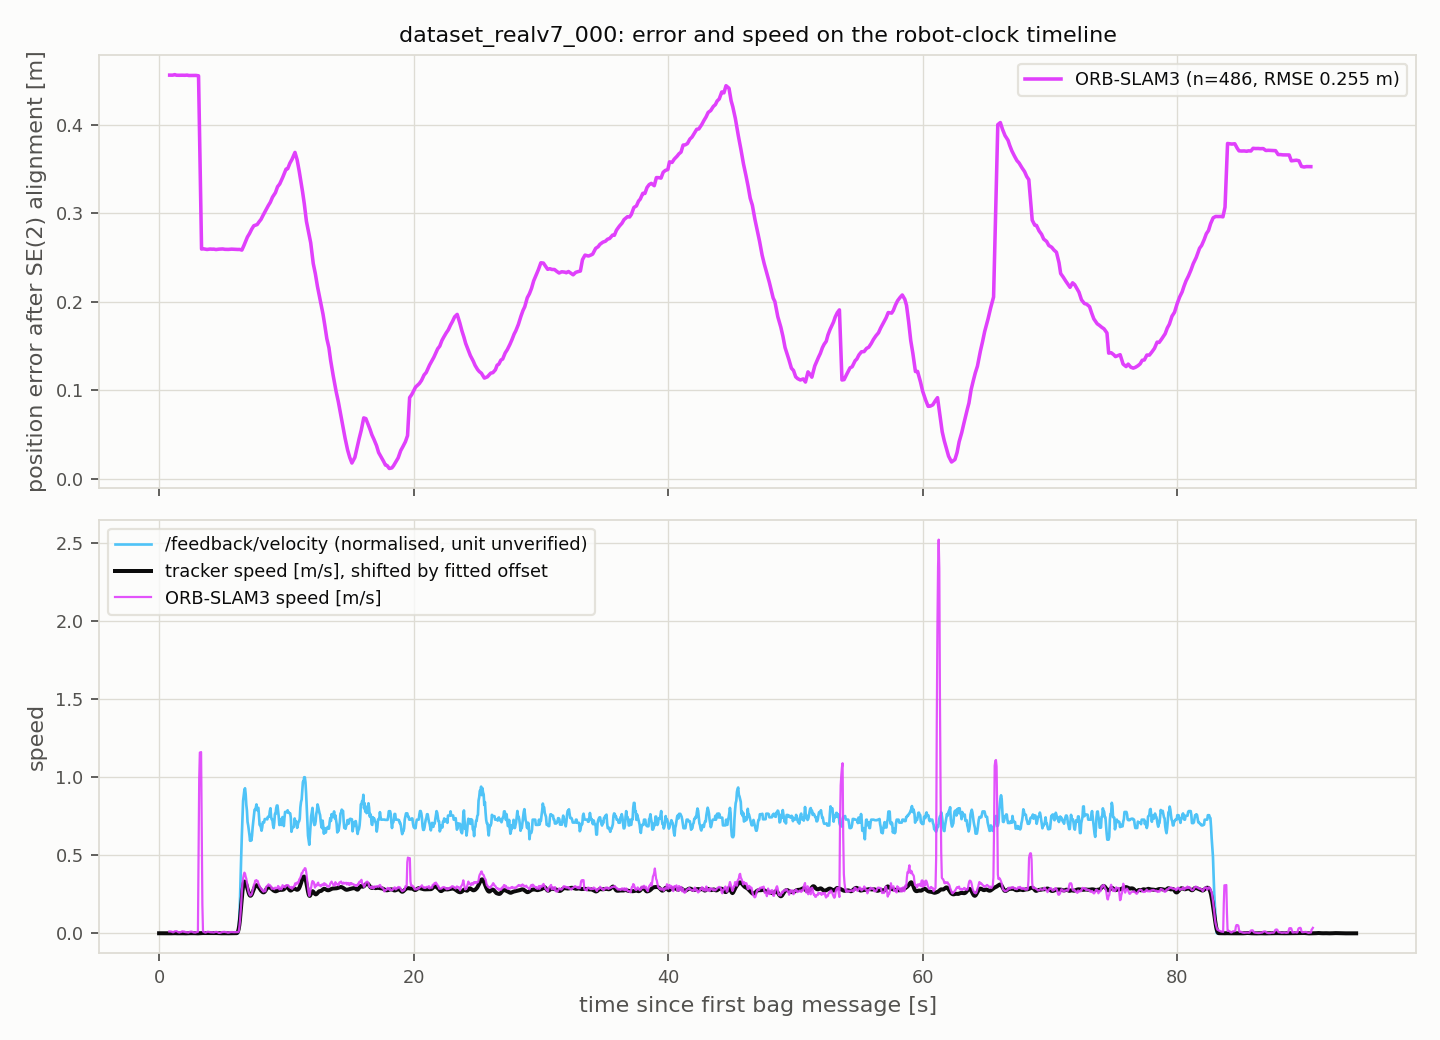 dataset_realv7_000: error and speed on the robot-clock timeline
position error after SE(2) alignment [m]
ORB-SLAM3 (n=486, RMSE 0.255 m)
0.4
0.3
0.2
0.1
0.0
speed
/feedback/velocity (normalised, unit unverified)
tracker speed [m/s], shifted by fitted offset
ORB-SLAM3 speed [m/s]
2.5
2.0
1.5
1.0
0.5
0.0
0 20 40 60 80
time since first bag message [s]